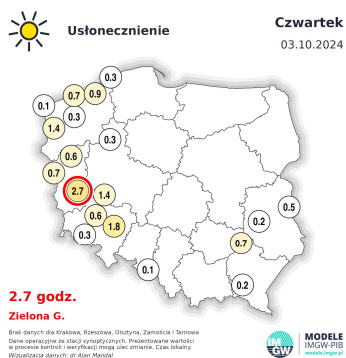 Usłonecznienie
Czwartek
03.10.2024
0.3
0.7
0.9
0.1
0.3
1.4
0.3
0.6
0.7
2.7
1.4
0.5
0.6
0.2
1.8
0.3
0.7
0.1
0.2
2.7 godz.
Zielona G.
Brak danych dla Krakowa, Rzeszowa, Olsztyna, Zamościa i Tarnowa
Dane operacyjne ze stacji synoptycznych. Prezentowane wartości
w procesie kontroli i weryfikacji mogą ulec zmianie. Czas lokalny.
Wizualizacja danych: dr Alan Mandal
IM
GW
MODELE
IMGW-PIB
modele.imgw.pl